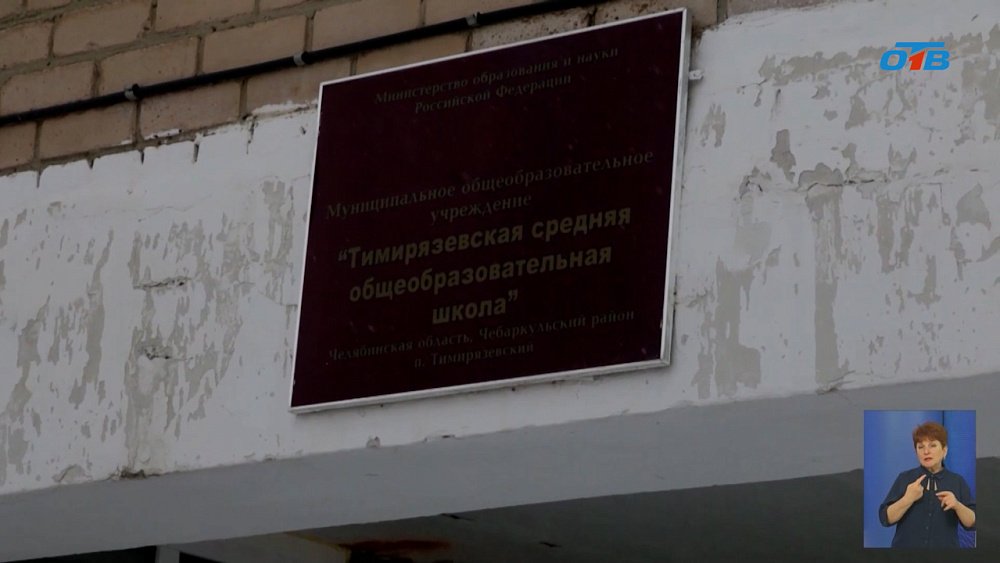 ОТВ
Министерство образования и науки
Российской Федерации
Муниципальное общеобразовательное
учреждение
“Тимирязевская средняя
общеобразовательная
школа”
Челябинская область, Чебаркульский район
п. Тимирязевский